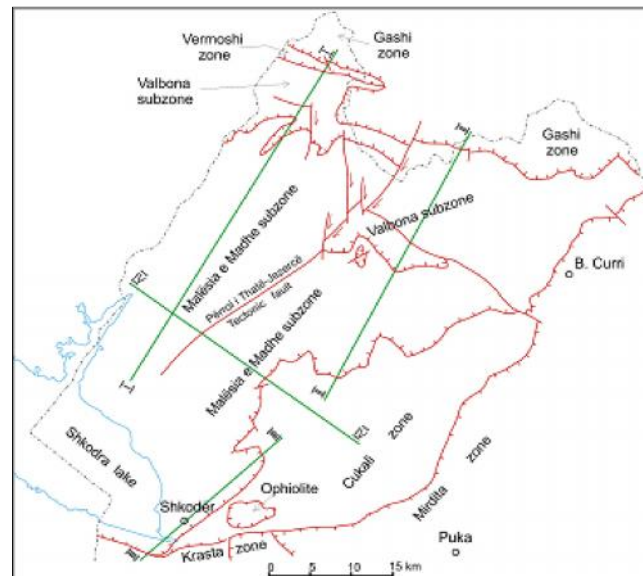 Vermoshi
zone
Gashi
zone
Valbona
subzone
Gashi
zone
Malësia e Madhe subzone
Valbona subzone
B. Curri
Përroi i Thatë-Jezercë
Tectonic fault
Malësia e Madhe subzone
Shkodra lake
Cukali zone
Mirdita zone
Shkodër
Ophiolite
Krasta zone
Puka
0 5 10 15 km